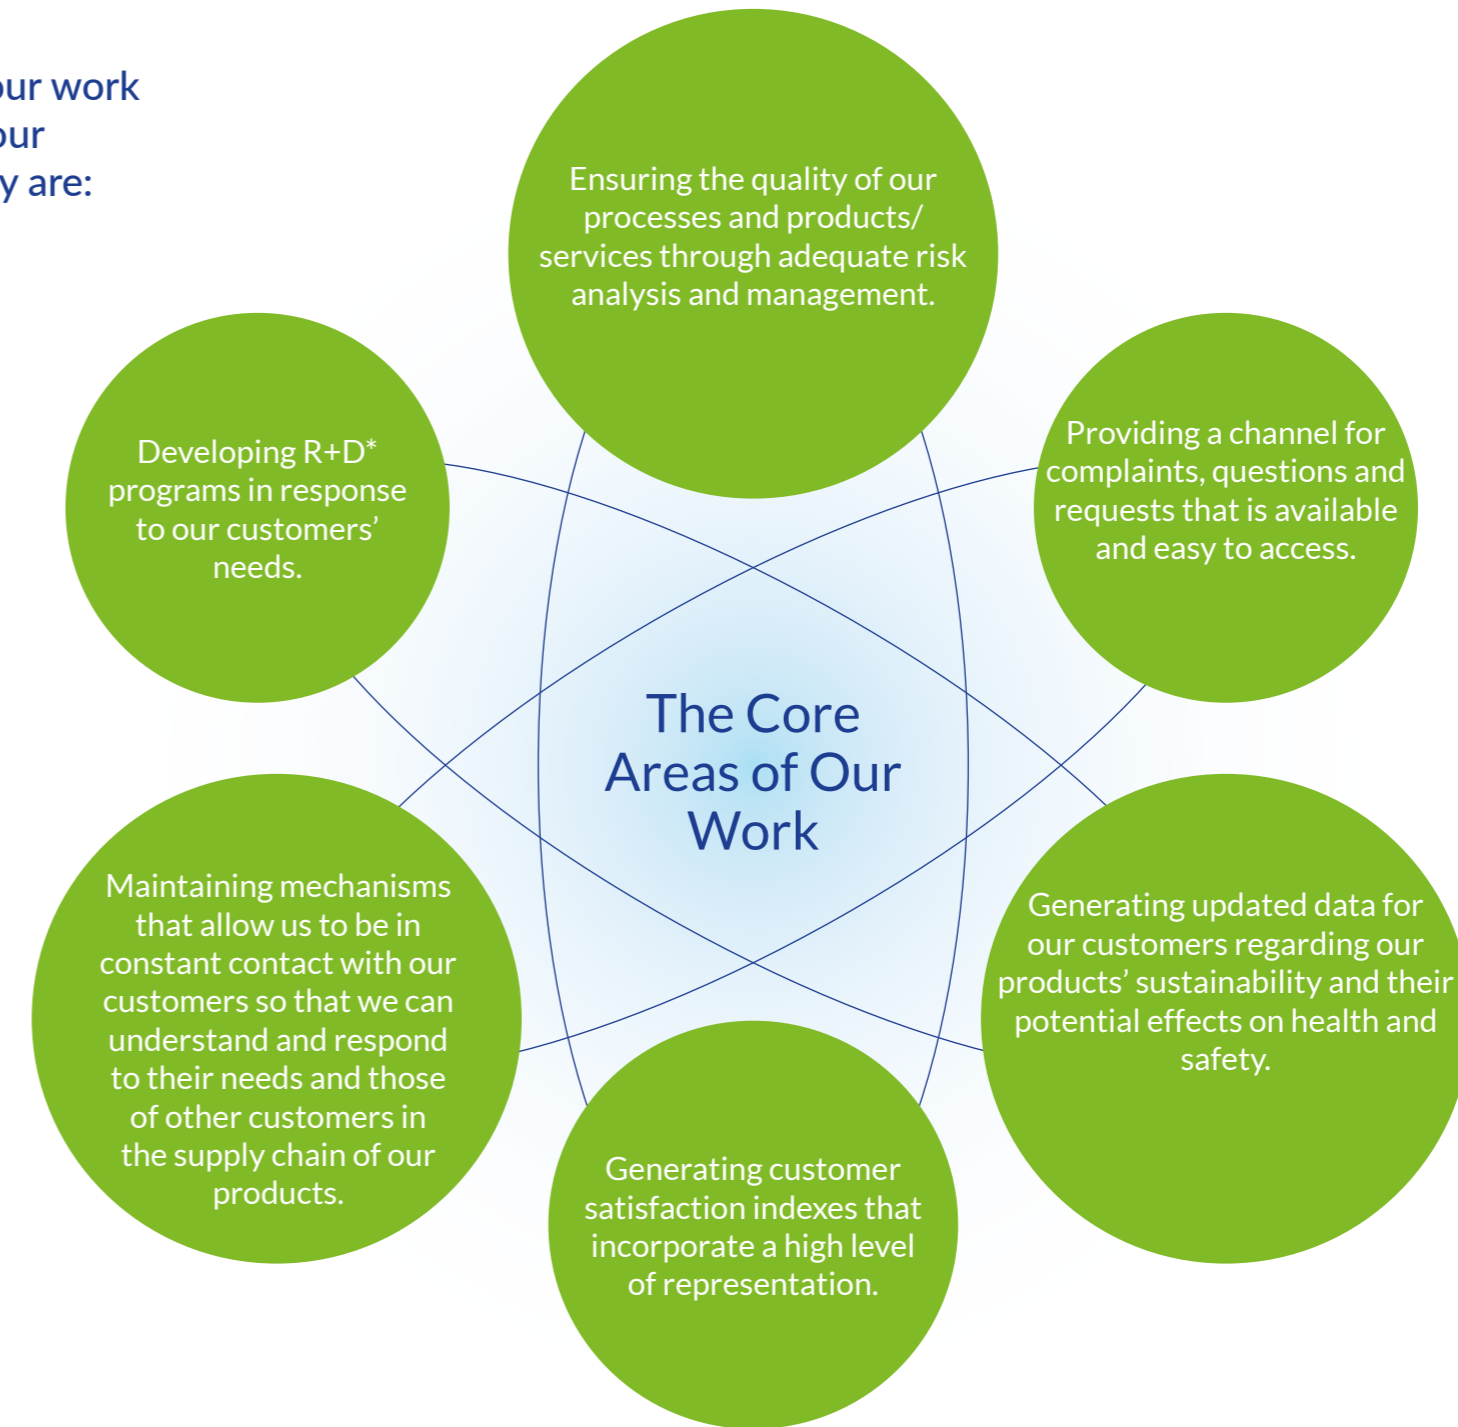 our work
our
y are:
Ensuring the quality of our
processes and products/
services through adequate risk
analysis and management.
Developing R+D*
programs in response
to our customers’
needs.
Providing a channel for
complaints, questions and
requests that is available
and easy to access.
The Core
Areas of Our
Work
Maintaining mechanisms
that allow us to be in
constant contact with our
customers so that we can
understand and respond
to their needs and those
of other customers in
the supply chain of our
products.
Generating updated data for
our customers regarding our
products’ sustainability and their
potential effects on health and
safety.
Generating customer
satisfaction indexes that
incorporate a high level
of representation.